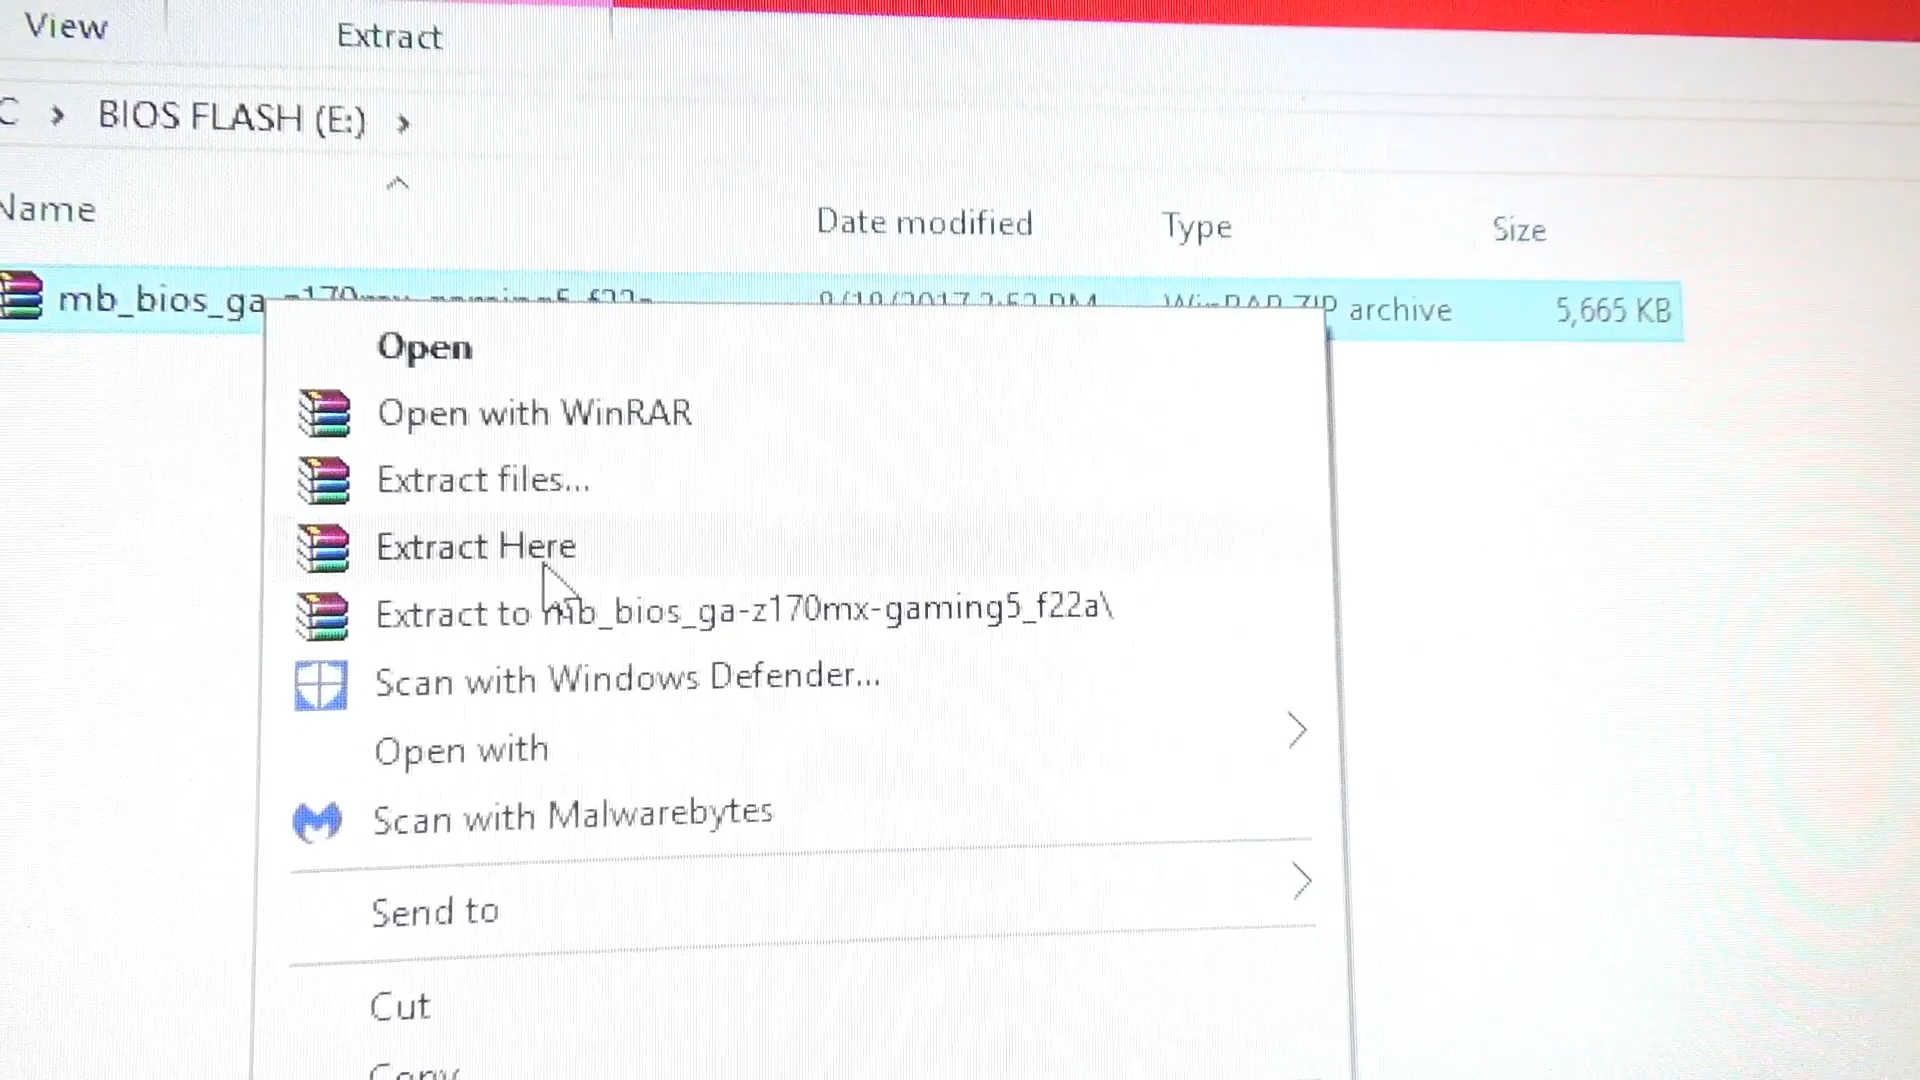 View Extract
BIOS FLASH (E:)
Name Date modified Type Size
mb_bios_ga archive 5,665 KB
Open
Open with WinRAR
Extract files...
Extract Here
Extract to mb_bios_ga-z170mx-gaming5_f22a\
Scan with Windows Defender...
Open with
Scan with Malwarebytes
Send to
Cut
Copy